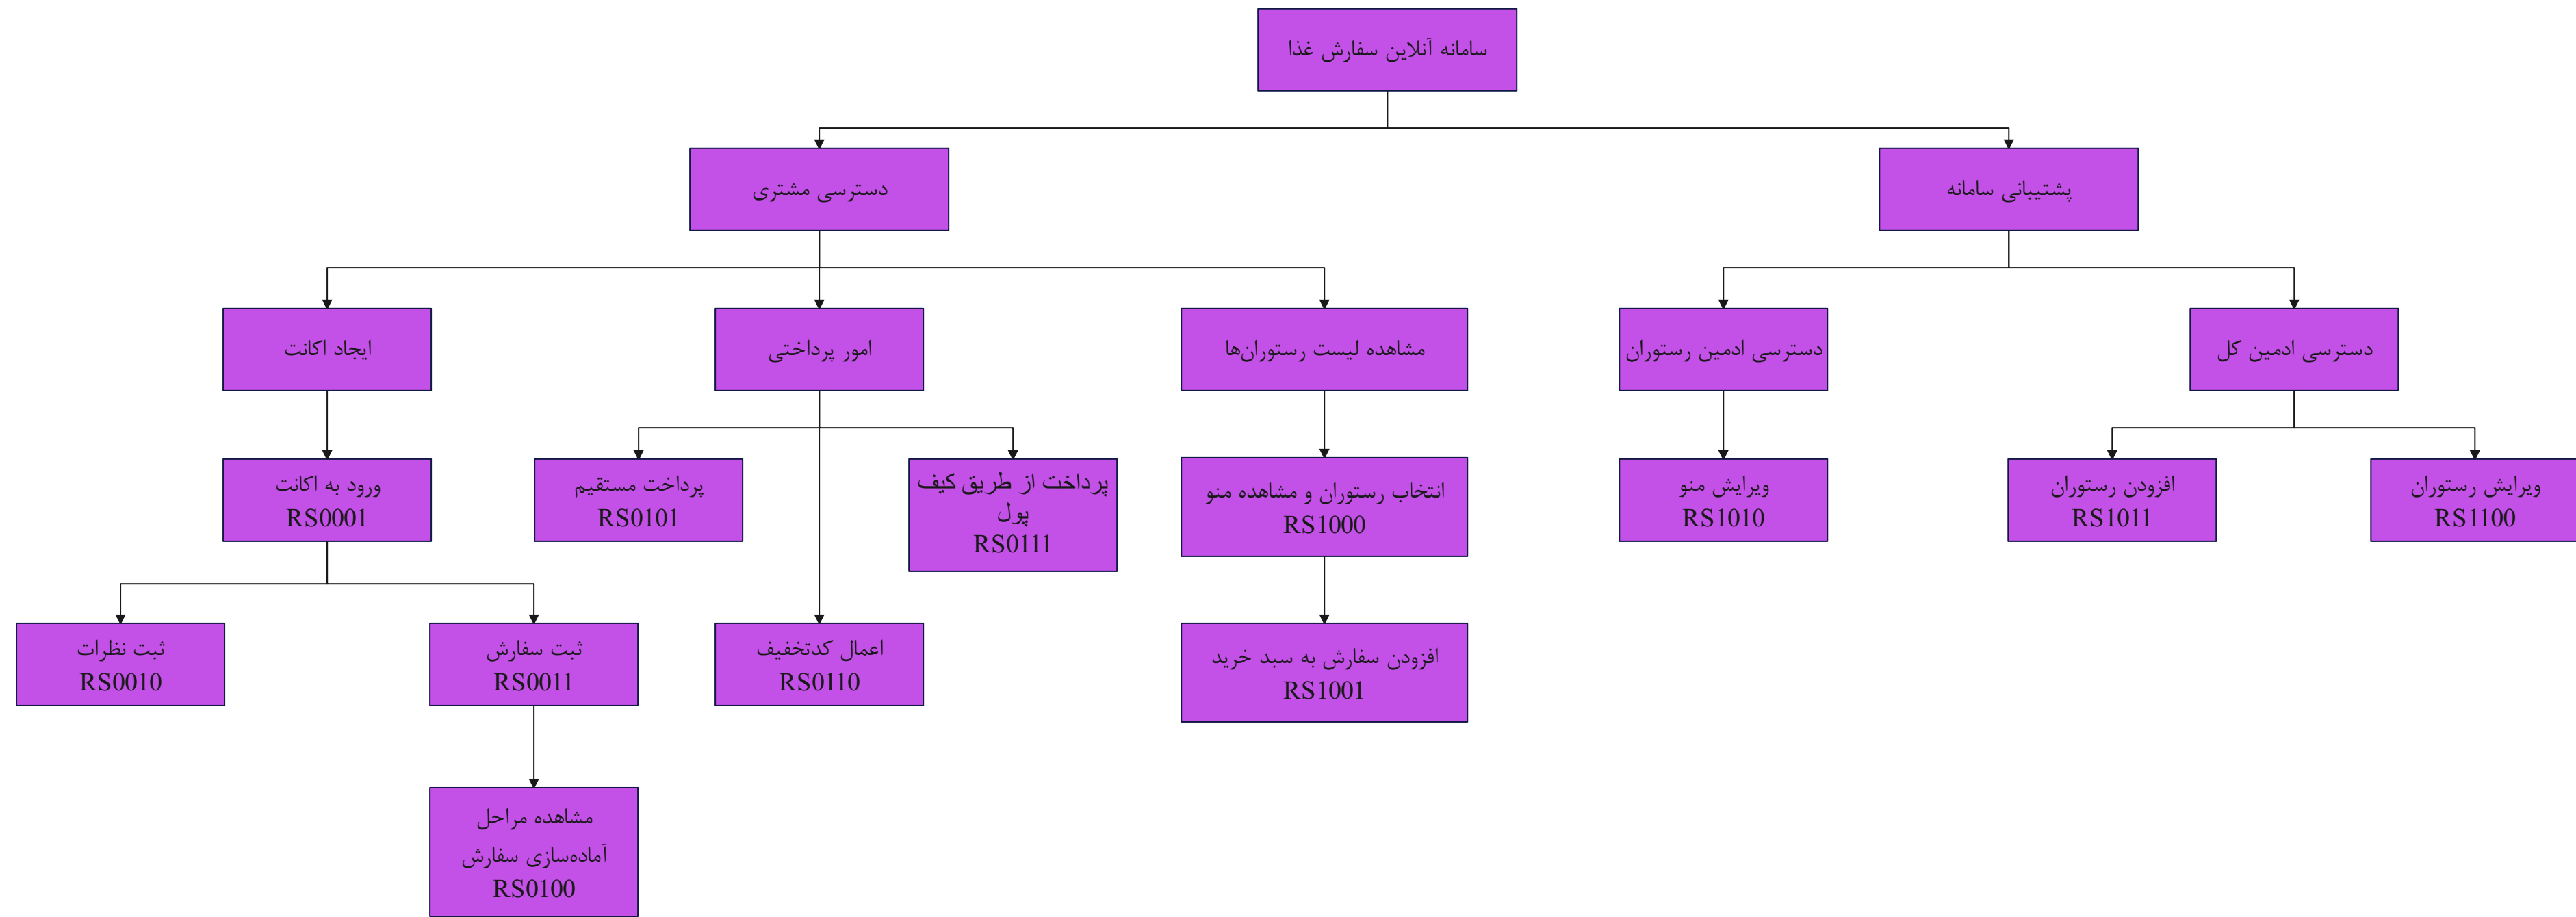 سامانه آنلاین سفارش غذا
دسترسی مشتری
پشتیبانی سامانه
ایجاد اکانت
امور پرداختی
مشاهده لیست رستوران‌ها
دسترسی ادمین رستوران
دسترسی ادمین کل
ورود به اکانت
RS0001
پرداخت مستقیم
RS0101
پرداخت از طریق کیف
پول
RS0111
انتخاب رستوران و مشاهده منو
RS1000
ویرایش منو
RS1010
افزودن رستوران
RS1011
ویرایش رستوران
RS1100
ثبت نظرات
RS0010
ثبت سفارش
RS0011
اعمال کدتخفیف
RS0110
افزودن سفارش به سبد خرید
RS1001
مشاهده مراحل
آماده‌سازی سفارش
RS0100